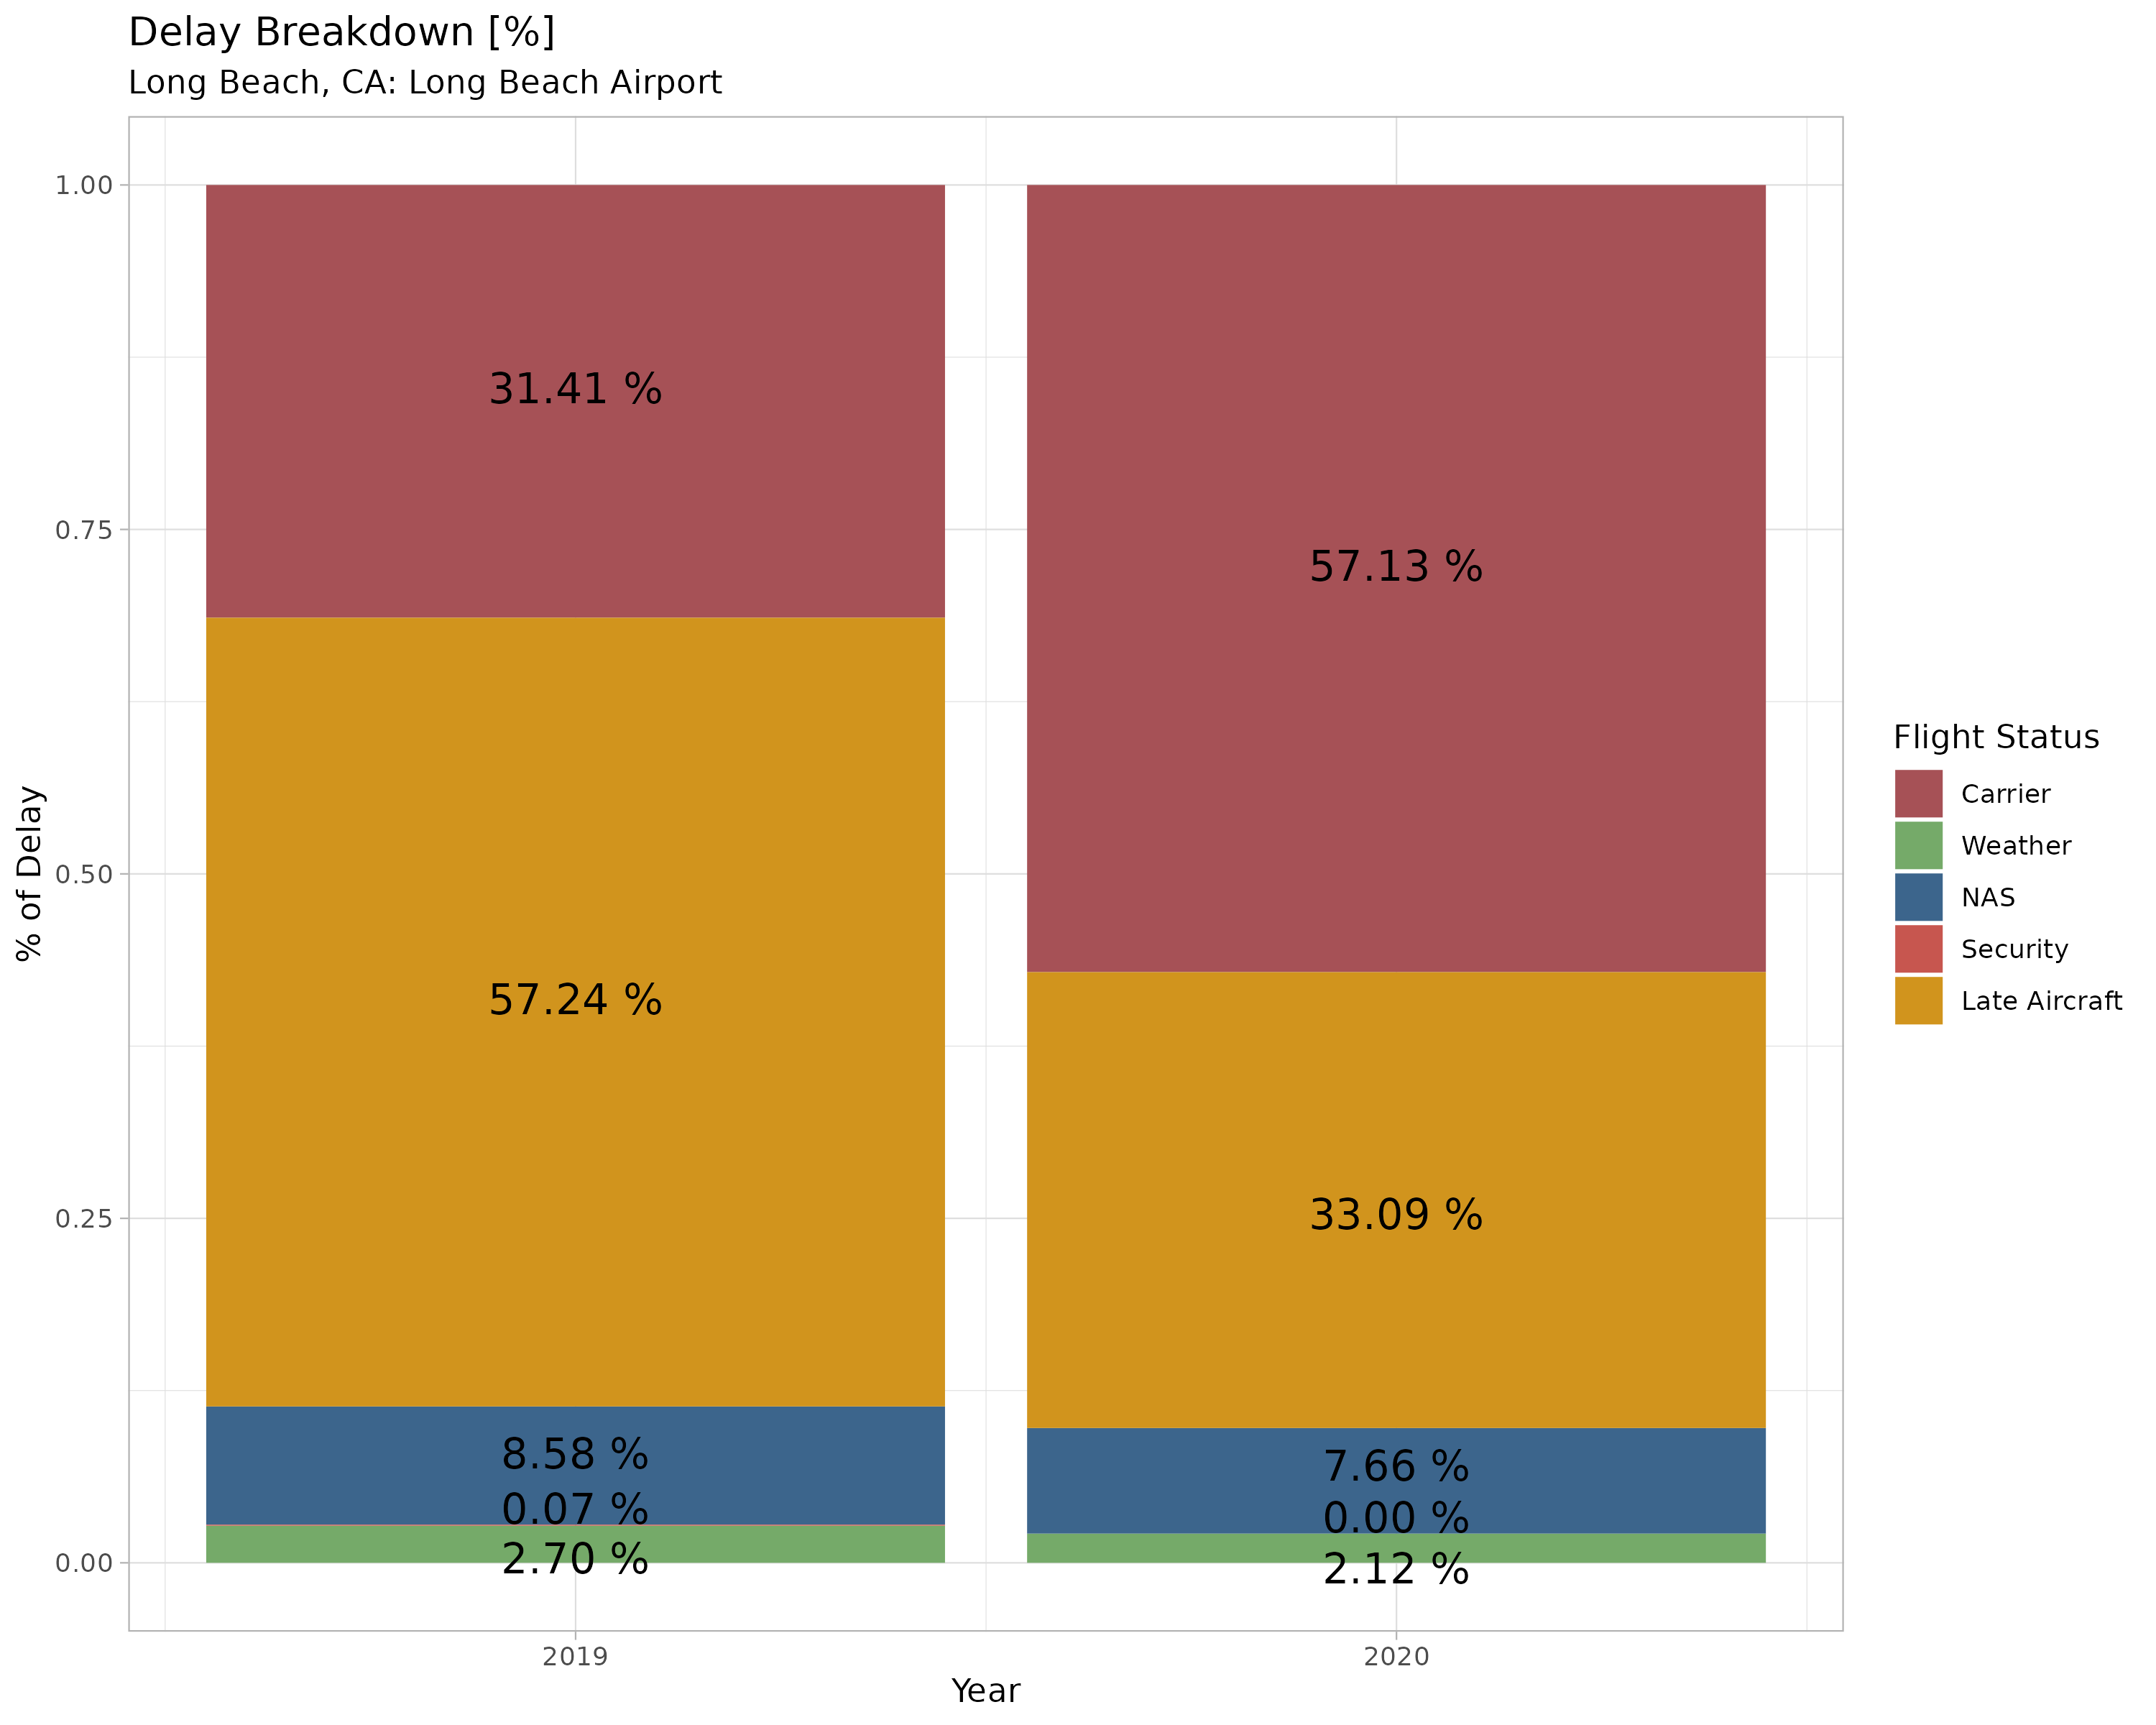 Delay Breakdown [%]
Long Beach, CA: Long Beach Airport
% of Delay
1.00
0.75
0.50
0.25
0.00
31.41 %
57.24 %
8.58 %
0.07 %
2.70 %
57.13 %
33.09 %
7.66 %
0.00 %
2.12 %
2019
2020
Year
Flight Status
Carrier
Weather
NAS
Security
Late Aircraft